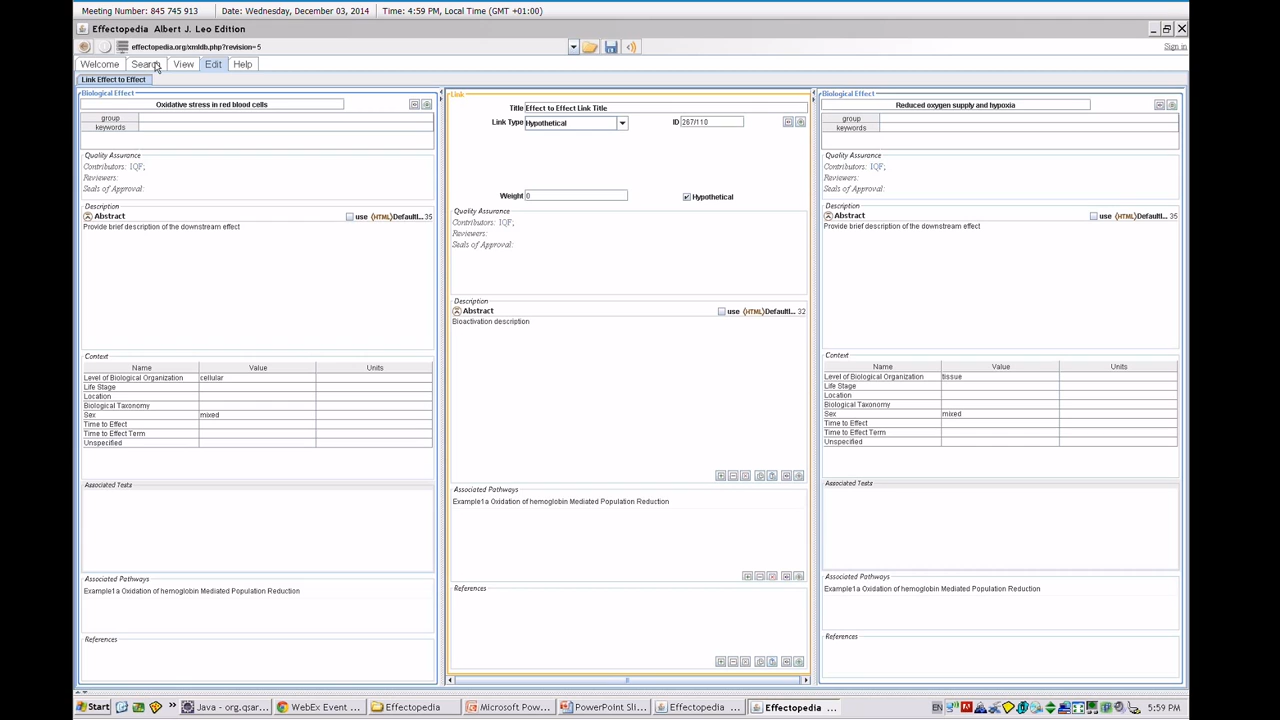 Meeting Number: 845 745 913 Date: Wednesday, December 03, 2014 Time: 4:59 PM, Local Time (GMT +01:00)
Effectopedia Albert J. Leo Edition
effectopedia.org/xmldb.php?revision=5 Sign in
Welcome Search View Edit Help
Link Effect to Effect
Biological Effect
Oxidative stress in red blood cells
group
keywords
Quality Assurance
Contributors: IQF;
Reviewers:
Seals of Approval:
Description
Abstract use (HTML)Defaultl... 35
Provide brief description of the downstream effect
Context
Name Value Units
Level of Biological Organization cellular
Life Stage
Location
Biological Taxonomy
Sex mixed
Time to Effect
Time to Effect Term
Unspecified
Associated Tests
Associated Pathways
Example1a Oxidation of hemoglobin Mediated Population Reduction
References
Link
Title Effect to Effect Link Title
Link Type Hypothetical ID 267/110
Weight 0 Hypothetical
Quality Assurance
Contributors: IQF;
Reviewers:
Seals of Approval:
Description
Abstract use (HTML)Defaultl... 32
Bioactivation description
Associated Pathways
Example1a Oxidation of hemoglobin Mediated Population Reduction
References
Biological Effect
Reduced oxygen supply and hypoxia
group
keywords
Quality Assurance
Contributors: IQF;
Reviewers:
Seals of Approval:
Description
Abstract use (HTML)Defaultl... 35
Provide brief description of the downstream effect
Context
Name Value Units
Level of Biological Organization tissue
Life Stage
Location
Biological Taxonomy
Sex mixed
Time to Effect
Time to Effect Term
Unspecified
Associated Tests
Associated Pathways
Example1a Oxidation of hemoglobin Mediated Population Reduction
References
Start Java - org.qrar... WebEx Event ... Effectopedia Microsoft Pow... PowerPoint Sli... Effectopedia ... Effectopedia ... EN 5:59 PM